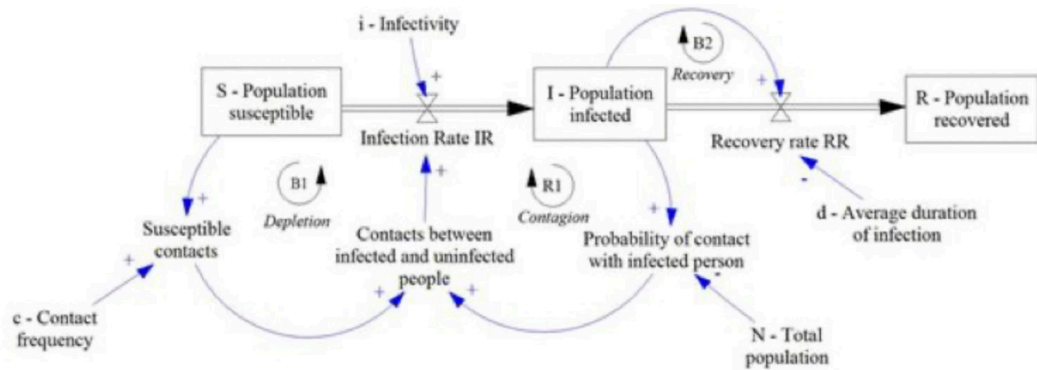 i - Infectivity
B2
Recovery
S - Population
susceptible
+
I - Population
infected
+
R - Population
recovered
Infection Rate IR
Recovery rate RR
+
B1
Depletion
R1
Contagion
-
+
Susceptible
contacts
+
Contacts between
infected and uninfected
people
+
Probability of contact
with infected person
d - Average duration
of infection
+
+
-
c - Contact
frequency
N - Total
population